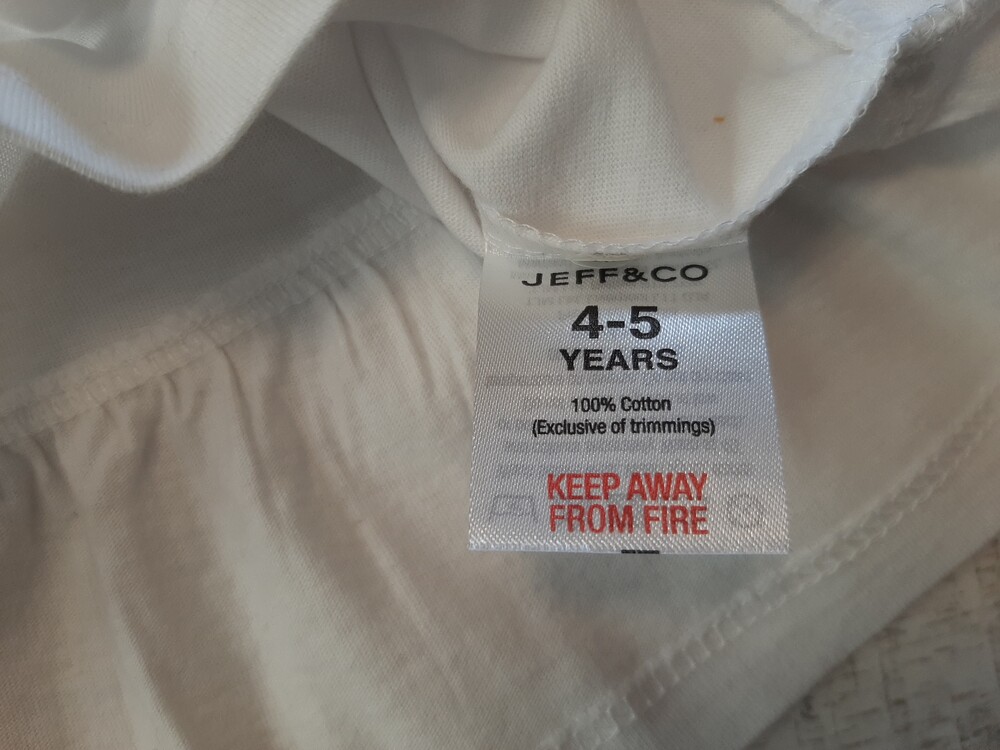 JEFF&CO
4-5
YEARS
100% Cotton
(Exclusive of trimmings)
KEEP AWAY
FROM FIRE